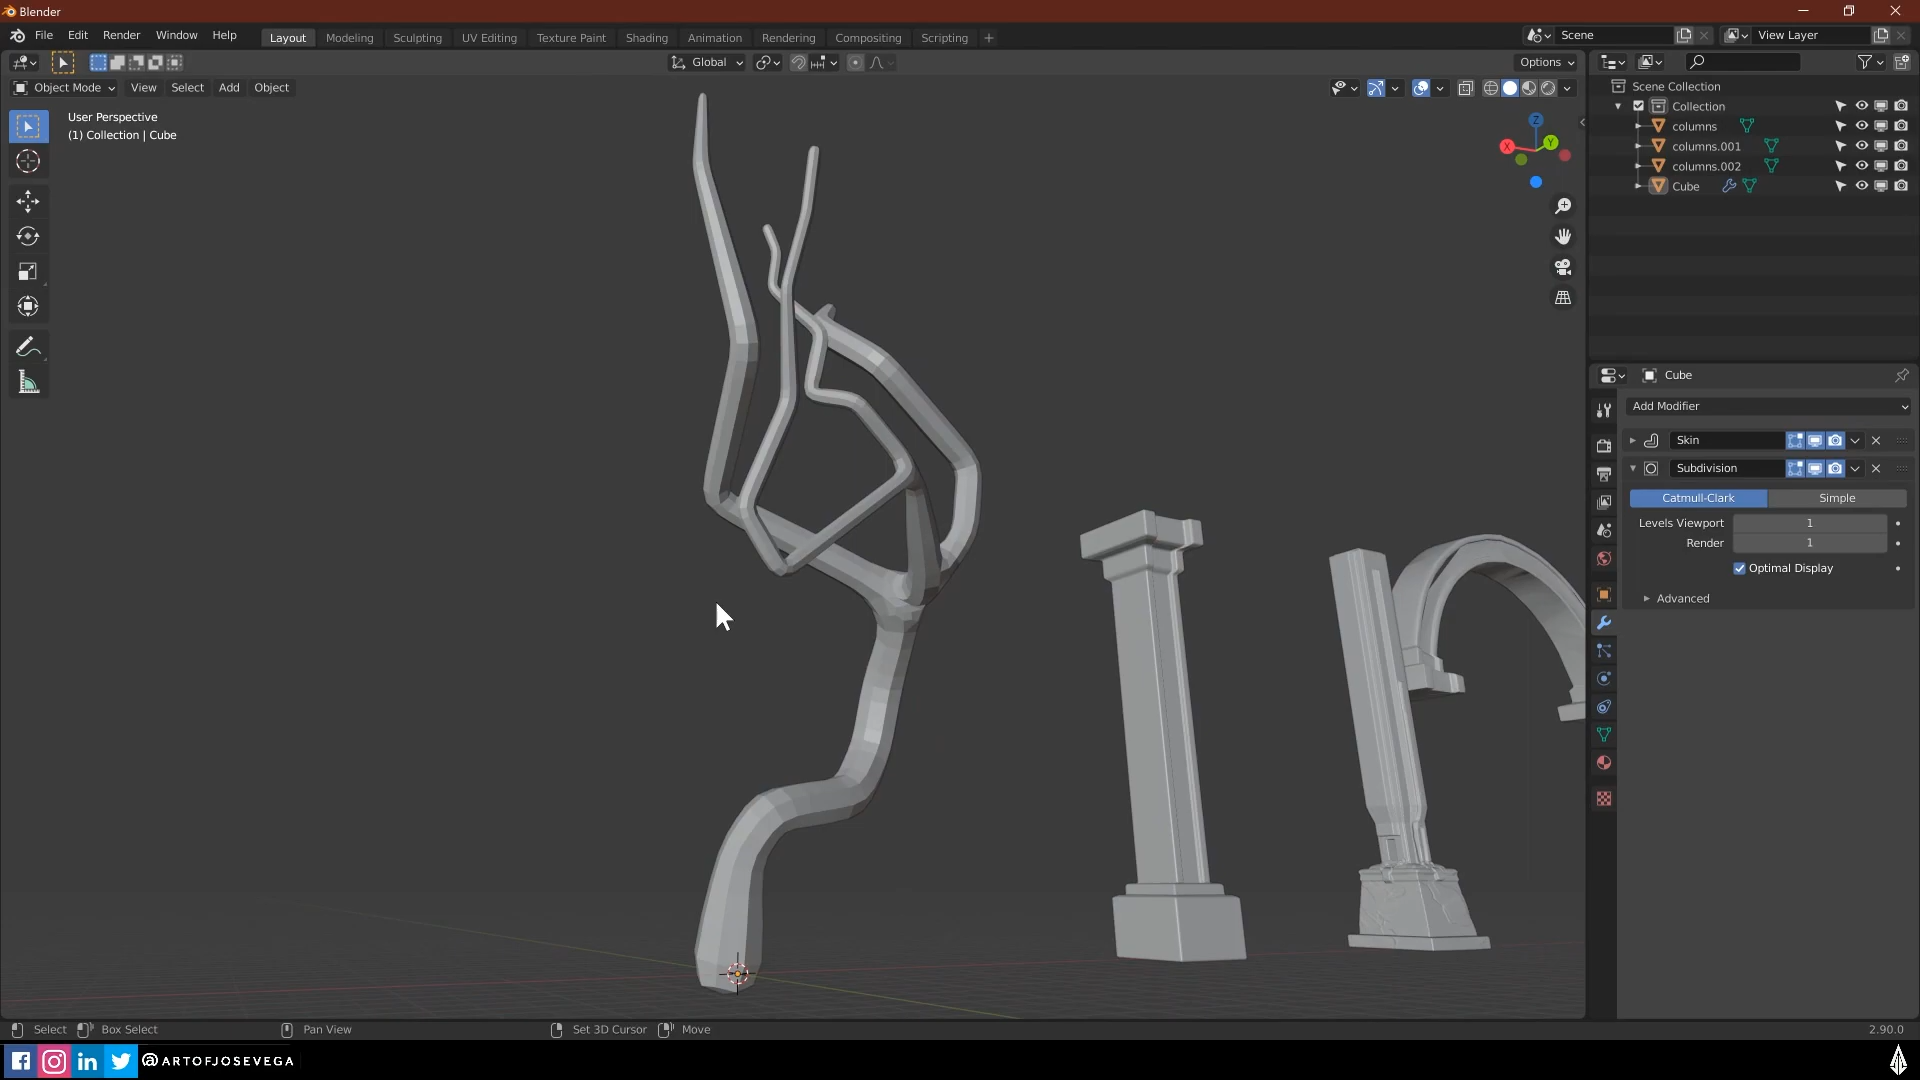 Blender
File Edit Render Window Help
Layout Modeling Sculpting UV Editing Texture Paint Shading Animation Rendering Compositing Scripting +
Scene
View Layer
Global
Options
Object Mode View Select Add Object
User Perspective
(1) Collection | Cube
Z
X
Y
Scene Collection
Collection
columns
columns.001
columns.002
Cube
Cube
Add Modifier
Skin
Subdivision
Catmull-Clark Simple
Levels Viewport 1
Render 1
Optimal Display
Advanced
Select Box Select Pan View Set 3D Cursor Move 2.90.0
@ARTOFJOSEVEGA